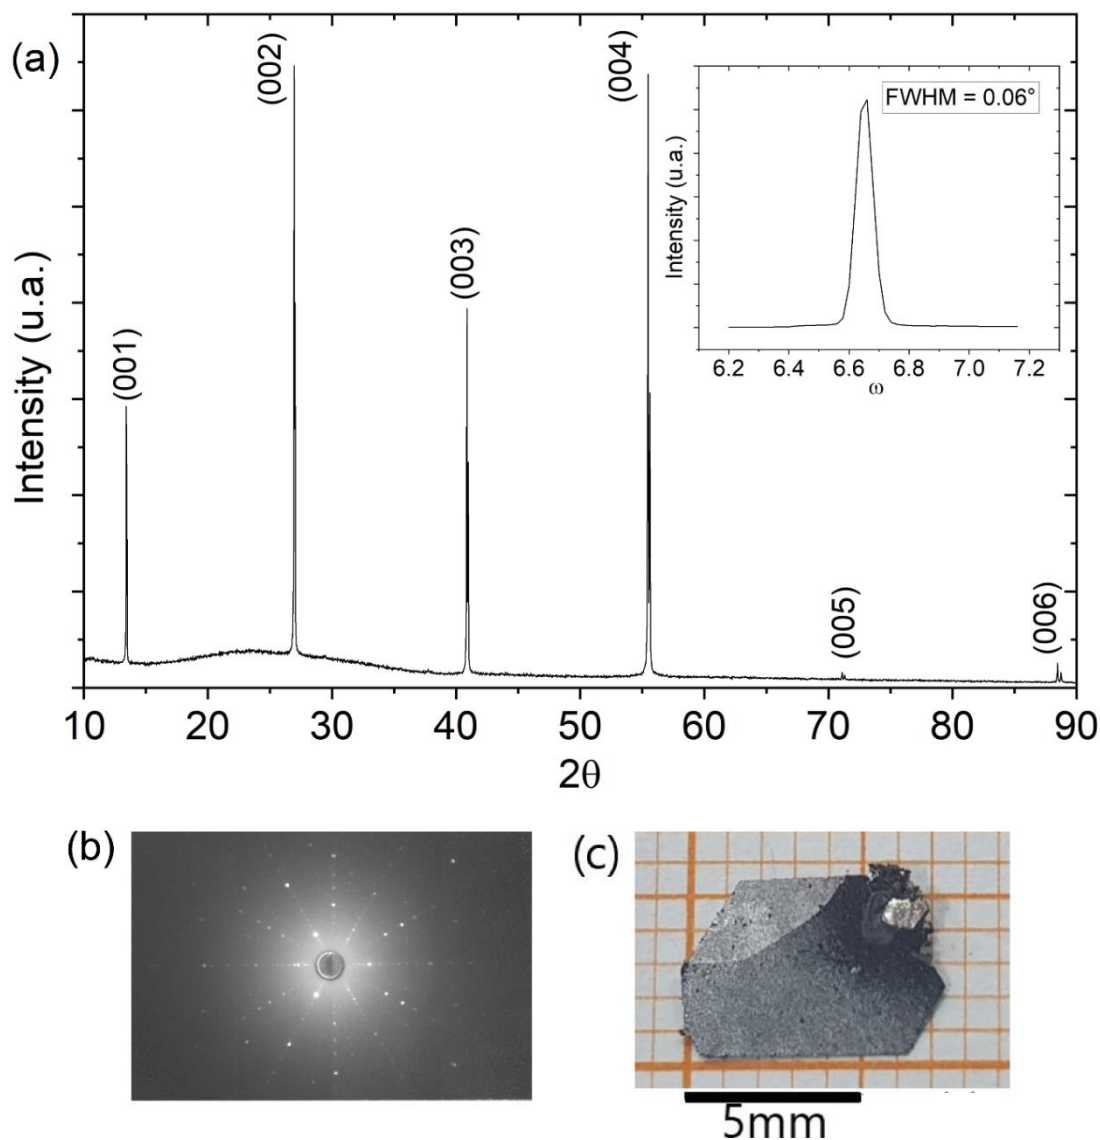 (a)
(001)
(002)
(003)
(004)
(005)
(006)
Intensity (u.a.)
10 20 30 40 50 60 70 80 90
2θ
FWHM = 0.06°
Intensity (u.a.)
6.2 6.4 6.6 6.8 7.0 7.2
ω
(b)
(c)
5mm